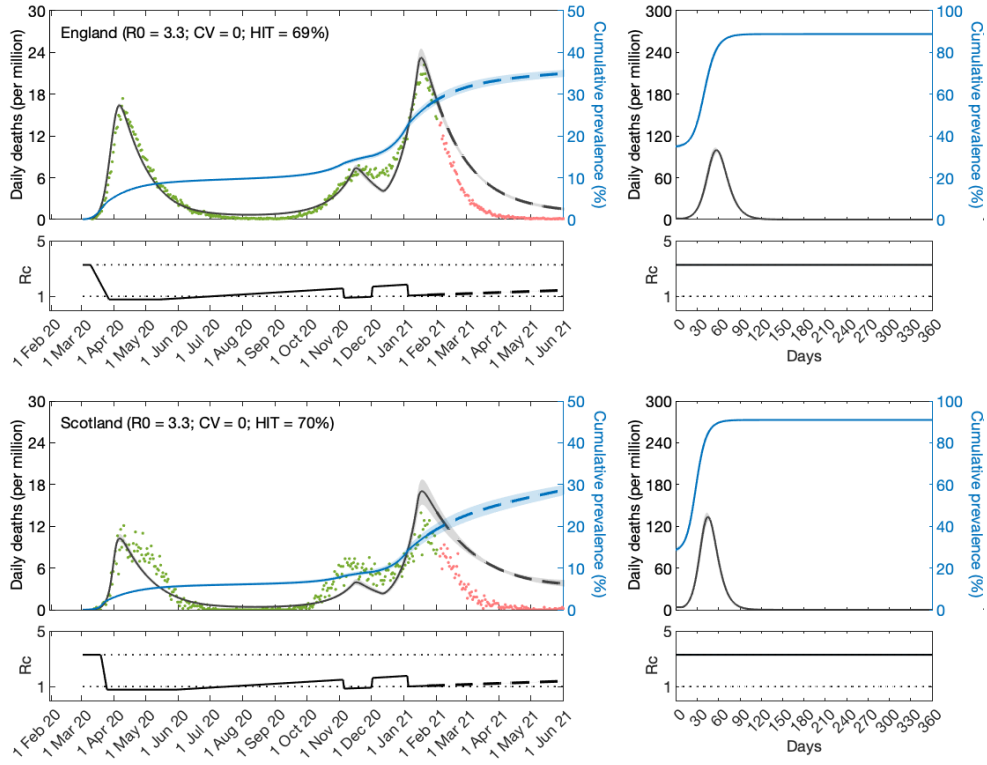 England (R0 = 3.3; CV = 0; HIT = 69%)
Daily deaths (per million)
30
24
18
12
6
0
50
40
30
20
10
0
Cumulative prevalence (%)
Daily deaths (per million)
300
240
180
120
60
0
100
80
60
40
20
0
Cumulative prevalence (%)
Rc
5
1
1 Feb 20
1 Mar 20
1 Apr 20
1 May 20
1 Jun 20
1 Jul 20
1 Aug 20
1 Sep 20
1 Oct 20
1 Nov 20
1 Dec 20
1 Jan 21
1 Feb 21
1 Mar 21
1 Apr 21
1 May 21
1 Jun 21
0
30
60
90
120
150
180
210
240
270
300
330
360
Days
Scotland (R0 = 3.3; CV = 0; HIT = 70%)
Daily deaths (per million)
30
24
18
12
6
0
50
40
30
20
10
0
Cumulative prevalence (%)
Daily deaths (per million)
300
240
180
120
60
0
100
80
60
40
20
0
Cumulative prevalence (%)
Rc
5
1
1 Feb 20
1 Mar 20
1 Apr 20
1 May 20
1 Jun 20
1 Jul 20
1 Aug 20
1 Sep 20
1 Oct 20
1 Nov 20
1 Dec 20
1 Jan 21
1 Feb 21
1 Mar 21
1 Apr 21
1 May 21
1 Jun 21
0
30
60
90
120
150
180
210
240
270
300
330
360
Days